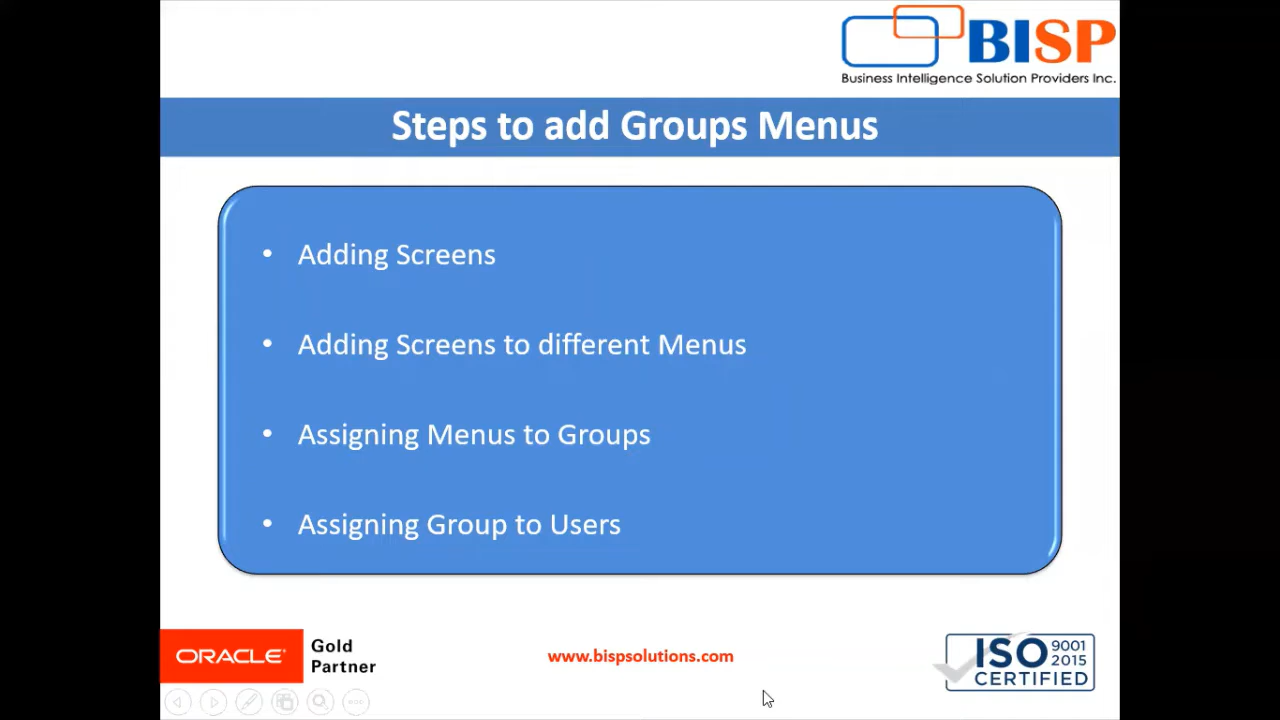 BISP
Business Intelligence Solution Providers Inc.
Steps to add Groups Menus
• Adding Screens
• Adding Screens to different Menus
• Assigning Menus to Groups
• Assigning Group to Users
ORACLE®
Gold
Partner
www.bispsolutions.com
ISO 9001
2015
CERTIFIED